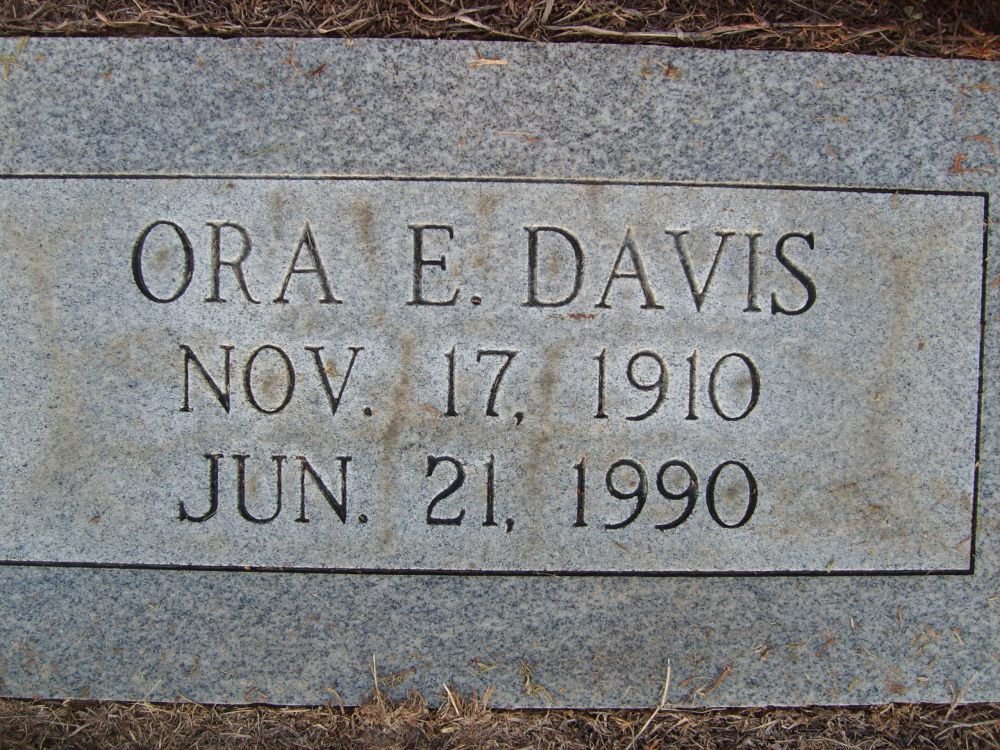 ORA E. DAVIS
NOV. 17, 1910
JUN. 21, 1990